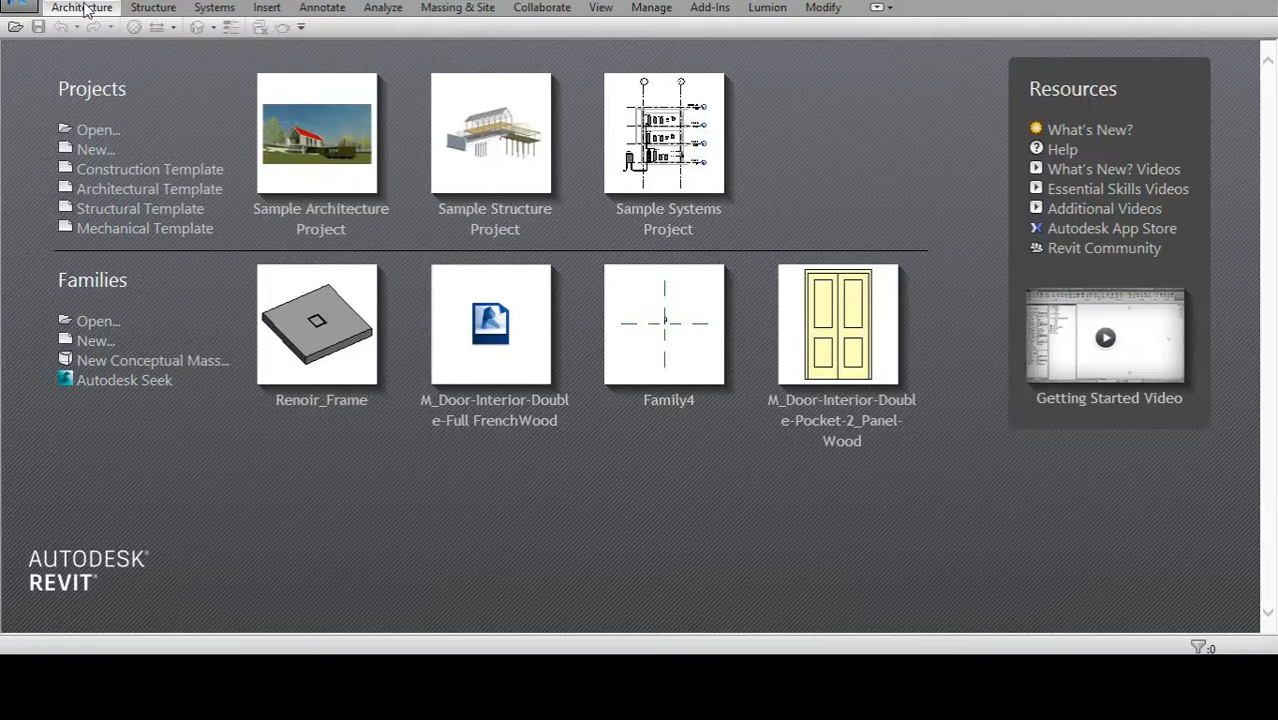 Architecture Structure Systems Insert Annotate Analyze Massing & Site Collaborate View Manage Add-Ins Lumion Modify
Projects
Open...
New...
Construction Template
Architectural Template
Structural Template
Mechanical Template
Sample Architecture
Project
Sample Structure
Project
Sample Systems
Project
Families
Open...
New...
New Conceptual Mass...
Autodesk Seek
Renoir_Frame
M_Door-Interior-Doubl
e-Full FrenchWood
Family4
M_Door-Interior-Doubl
e-Pocket-2_Panel-
Wood
Resources
What's New?
Help
What's New? Videos
Essential Skills Videos
Additional Videos
Autodesk App Store
Revit Community
Getting Started Video
AUTODESK®
REVIT®
:0